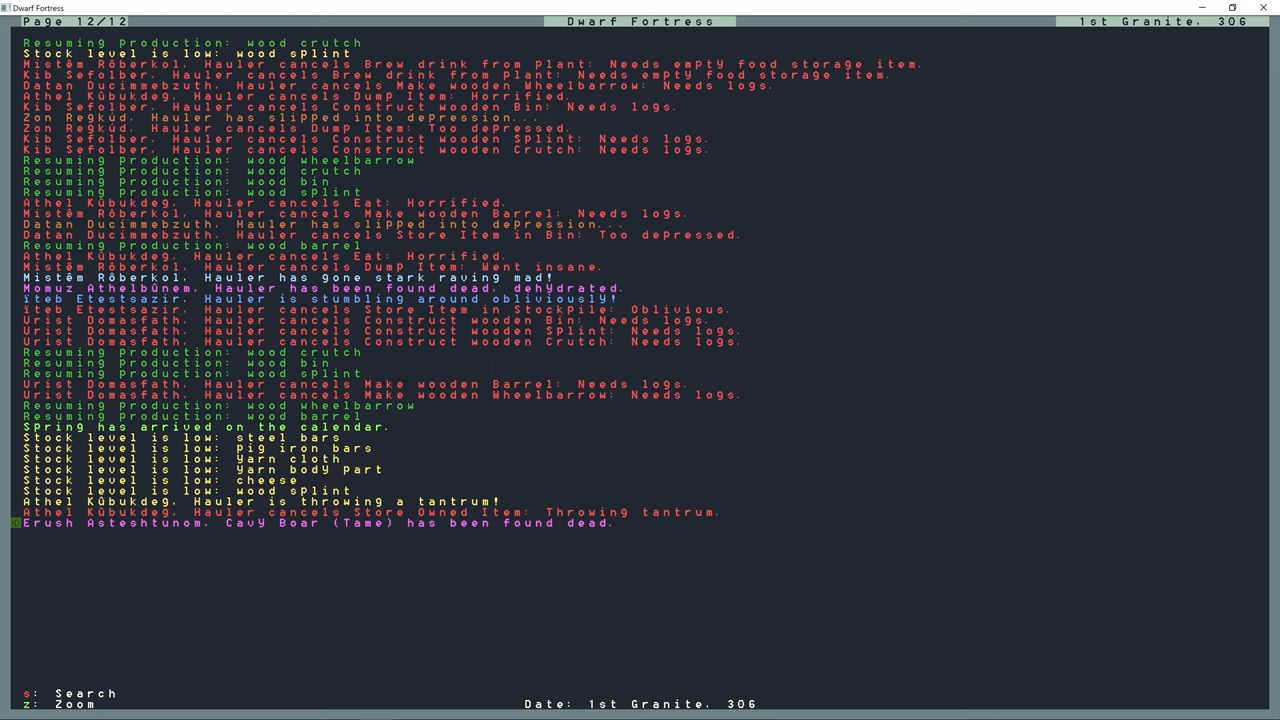 Dwarf Fortress
Page 12/12 Dwarf Fortress 1st Granite, 306
Resuming production: wood crutch
Stock level is low: wood splint
Mistêm Rôberkol, Hauler cancels Brew drink from Plant: Needs empty food storage item.
Kib Sefolber, Hauler cancels Brew drink from Plant: Needs empty food storage item.
Datan Ducimmebzuth, Hauler cancels Make wooden Wheelbarrow: Needs logs.
Athel Kûbukdeg, Hauler cancels Dump Item: Horrified.
Kib Sefolber, Hauler cancels Construct wooden Bin: Needs logs.
Zon Regkúd, Hauler has slipped into depression...
Zon Regkúd, Hauler cancels Dump Item: Too depressed.
Kib Sefolber, Hauler cancels Construct wooden Splint: Needs logs.
Kib Sefolber, Hauler cancels Construct wooden Crutch: Needs logs.
Resuming production: wood wheelbarrow
Resuming production: wood crutch
Resuming production: wood bin
Resuming production: wood splint
Athel Kûbukdeg, Hauler cancels Eat: Horrified.
Mistêm Rôberkol, Hauler cancels Make wooden Barrel: Needs logs.
Datan Ducimmebzuth, Hauler has slipped into depression...
Datan Ducimmebzuth, Hauler cancels Store Item in Bin: Too depressed.
Resuming production: wood barrel
Athel Kûbukdeg, Hauler cancels Eat: Horrified.
Mistêm Rôberkol, Hauler cancels Dump Item: Went insane.
Mistêm Rôberkol, Hauler has gone stark raving mad!
Momuz Athelbûnem, Hauler has been found dead, dehydrated.
ïteb Etestsazir, Hauler is stumbling around obliviously!
ïteb Etestsazir, Hauler cancels Store Item in Stockpile: Oblivious.
Urist Domasfath, Hauler cancels Construct wooden Bin: Needs logs.
Urist Domasfath, Hauler cancels Construct wooden Splint: Needs logs.
Urist Domasfath, Hauler cancels Construct wooden Crutch: Needs logs.
Resuming production: wood crutch
Resuming production: wood bin
Resuming production: wood splint
Urist Domasfath, Hauler cancels Make wooden Barrel: Needs logs.
Urist Domasfath, Hauler cancels Make wooden Wheelbarrow: Needs logs.
Resuming production: wood wheelbarrow
Resuming production: wood barrel
Spring has arrived on the calendar.
Stock level is low: steel bars
Stock level is low: pig iron bars
Stock level is low: yarn cloth
Stock level is low: yarn body part
Stock level is low: cheese
Stock level is low: wood splint
Athel Kûbukdeg, Hauler is throwing a tantrum!
Athel Kûbukdeg, Hauler cancels Store Owned Item: Throwing tantrum.
Erush Asteshtunom, Cavy Boar (Tame) has been found dead.
s: Search
z: Zoom Date: 1st Granite, 306